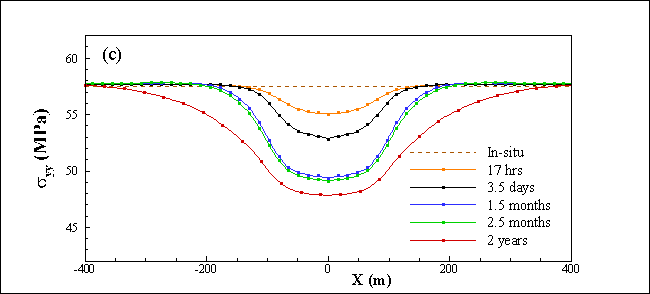 (c)
60
55
50
45
σyy (MPa)
In-situ
17 hrs
3.5 days
1.5 months
2.5 months
2 years
-400 -200 0 200 400
X (m)